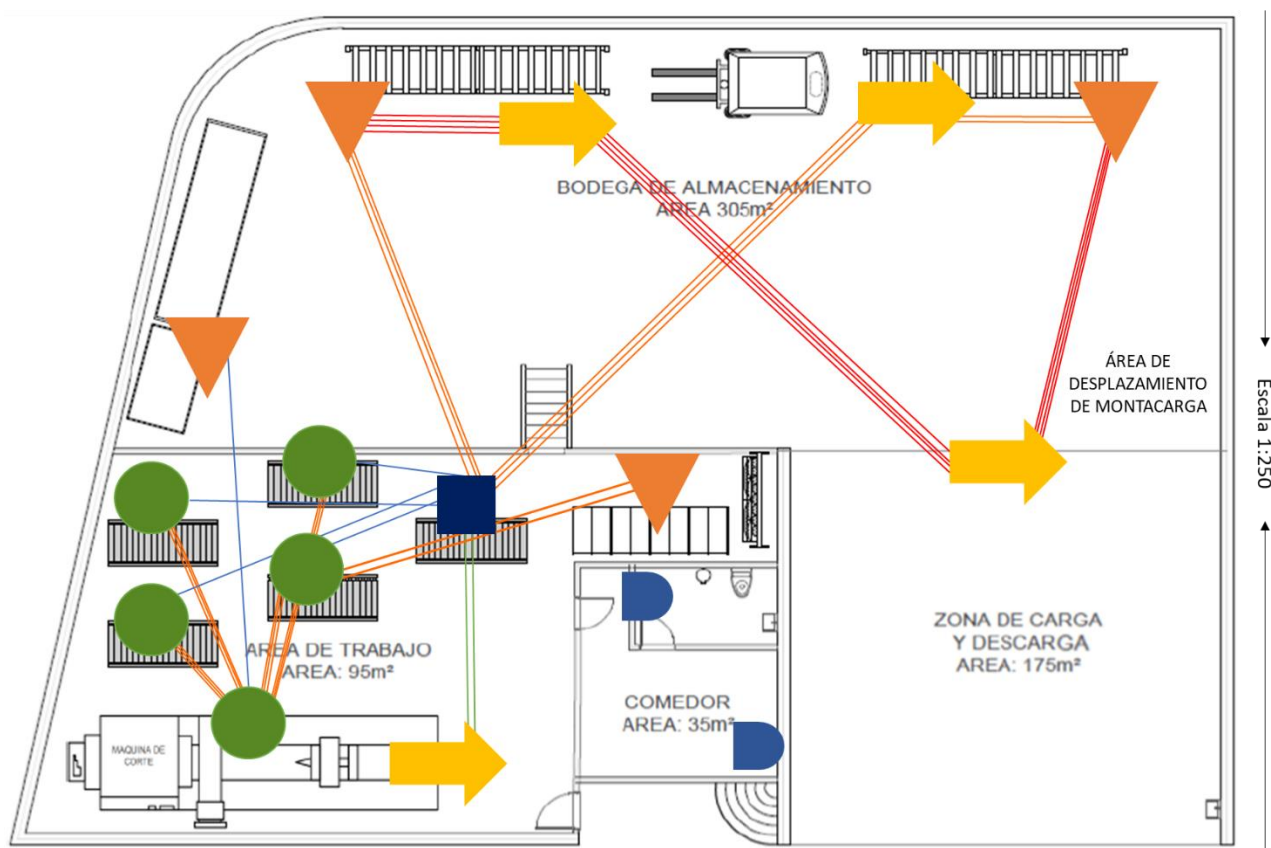 BODEGA DE ALMACENAMIENTO
AREA 305m²
ÁREA DE
DESPLAZAMIENTO
DE MONTACARGA
Escala 1:250
AREA DE TRABAJO
AREA: 95m²
ZONA DE CARGA
Y DESCARGA
AREA: 175m²
COMEDOR
AREA: 35m²
MAQUINA DE
CORTE